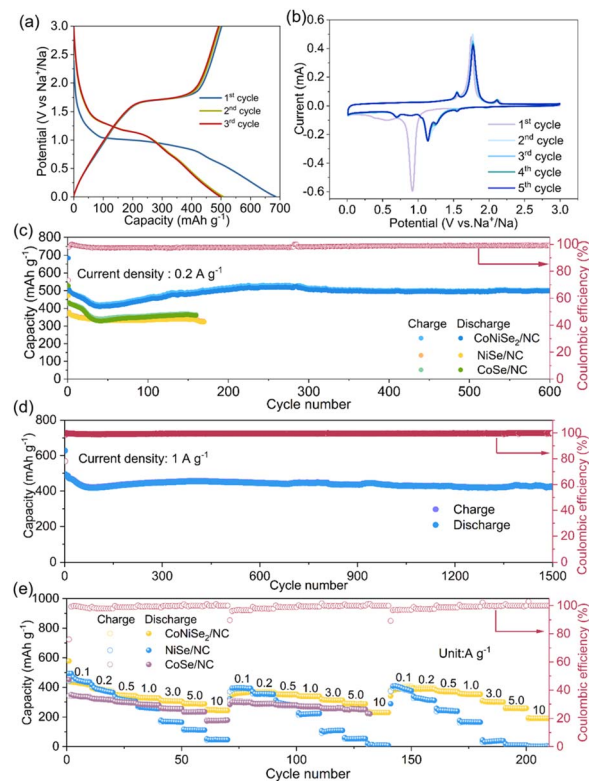 (a)
Potential (V vs Na⁺/Na)
3
2
1
0
1ˢᵗ cycle
2ⁿᵈ cycle
3ʳᵈ cycle
0 100 200 300 400 500 600 700
Capacity (mAh g⁻¹)
(b)
Current (mA)
0.6
0.4
0.2
0.0
-0.2
-0.4
-0.6
1ˢᵗ cycle
2ⁿᵈ cycle
3ʳᵈ cycle
4ᵗʰ cycle
5ᵗʰ cycle
0.0 0.5 1.0 1.5 2.0 2.5 3.0
Potential (V vs.Na⁺/Na)
(c)
Capacity (mAh g⁻¹)
800
700
600
500
400
300
200
100
0
Current density : 0.2 A g⁻¹
Charge Discharge
CoNiSe₂/NC
NiSe/NC
CoSe/NC
100
80
60
40
20
0
Coulombic efficiency (%)
0 100 200 300 400 500 600
Cycle number
(d)
Capacity (mAh g⁻¹)
800
600
400
200
0
Current density: 1 A g⁻¹
Charge
Discharge
100
80
60
40
20
0
Coulombic efficiency (%)
0 300 600 900 1200 1500
Cycle number
(e)
Capacity (mAh g⁻¹)
1000
800
600
400
200
0
Charge Discharge
CoNiSe₂/NC
NiSe/NC
CoSe/NC
Unit:A g⁻¹
0.1 0.2 0.5 1.0 3.0 5.0 10
0.1 0.2 0.5 1.0 3.0 5.0 10
0.1 0.2 0.5 1.0 3.0 5.0 10
100
80
60
40
20
0
Coulombic efficiency (%)
0 50 100 150 200
Cycle number